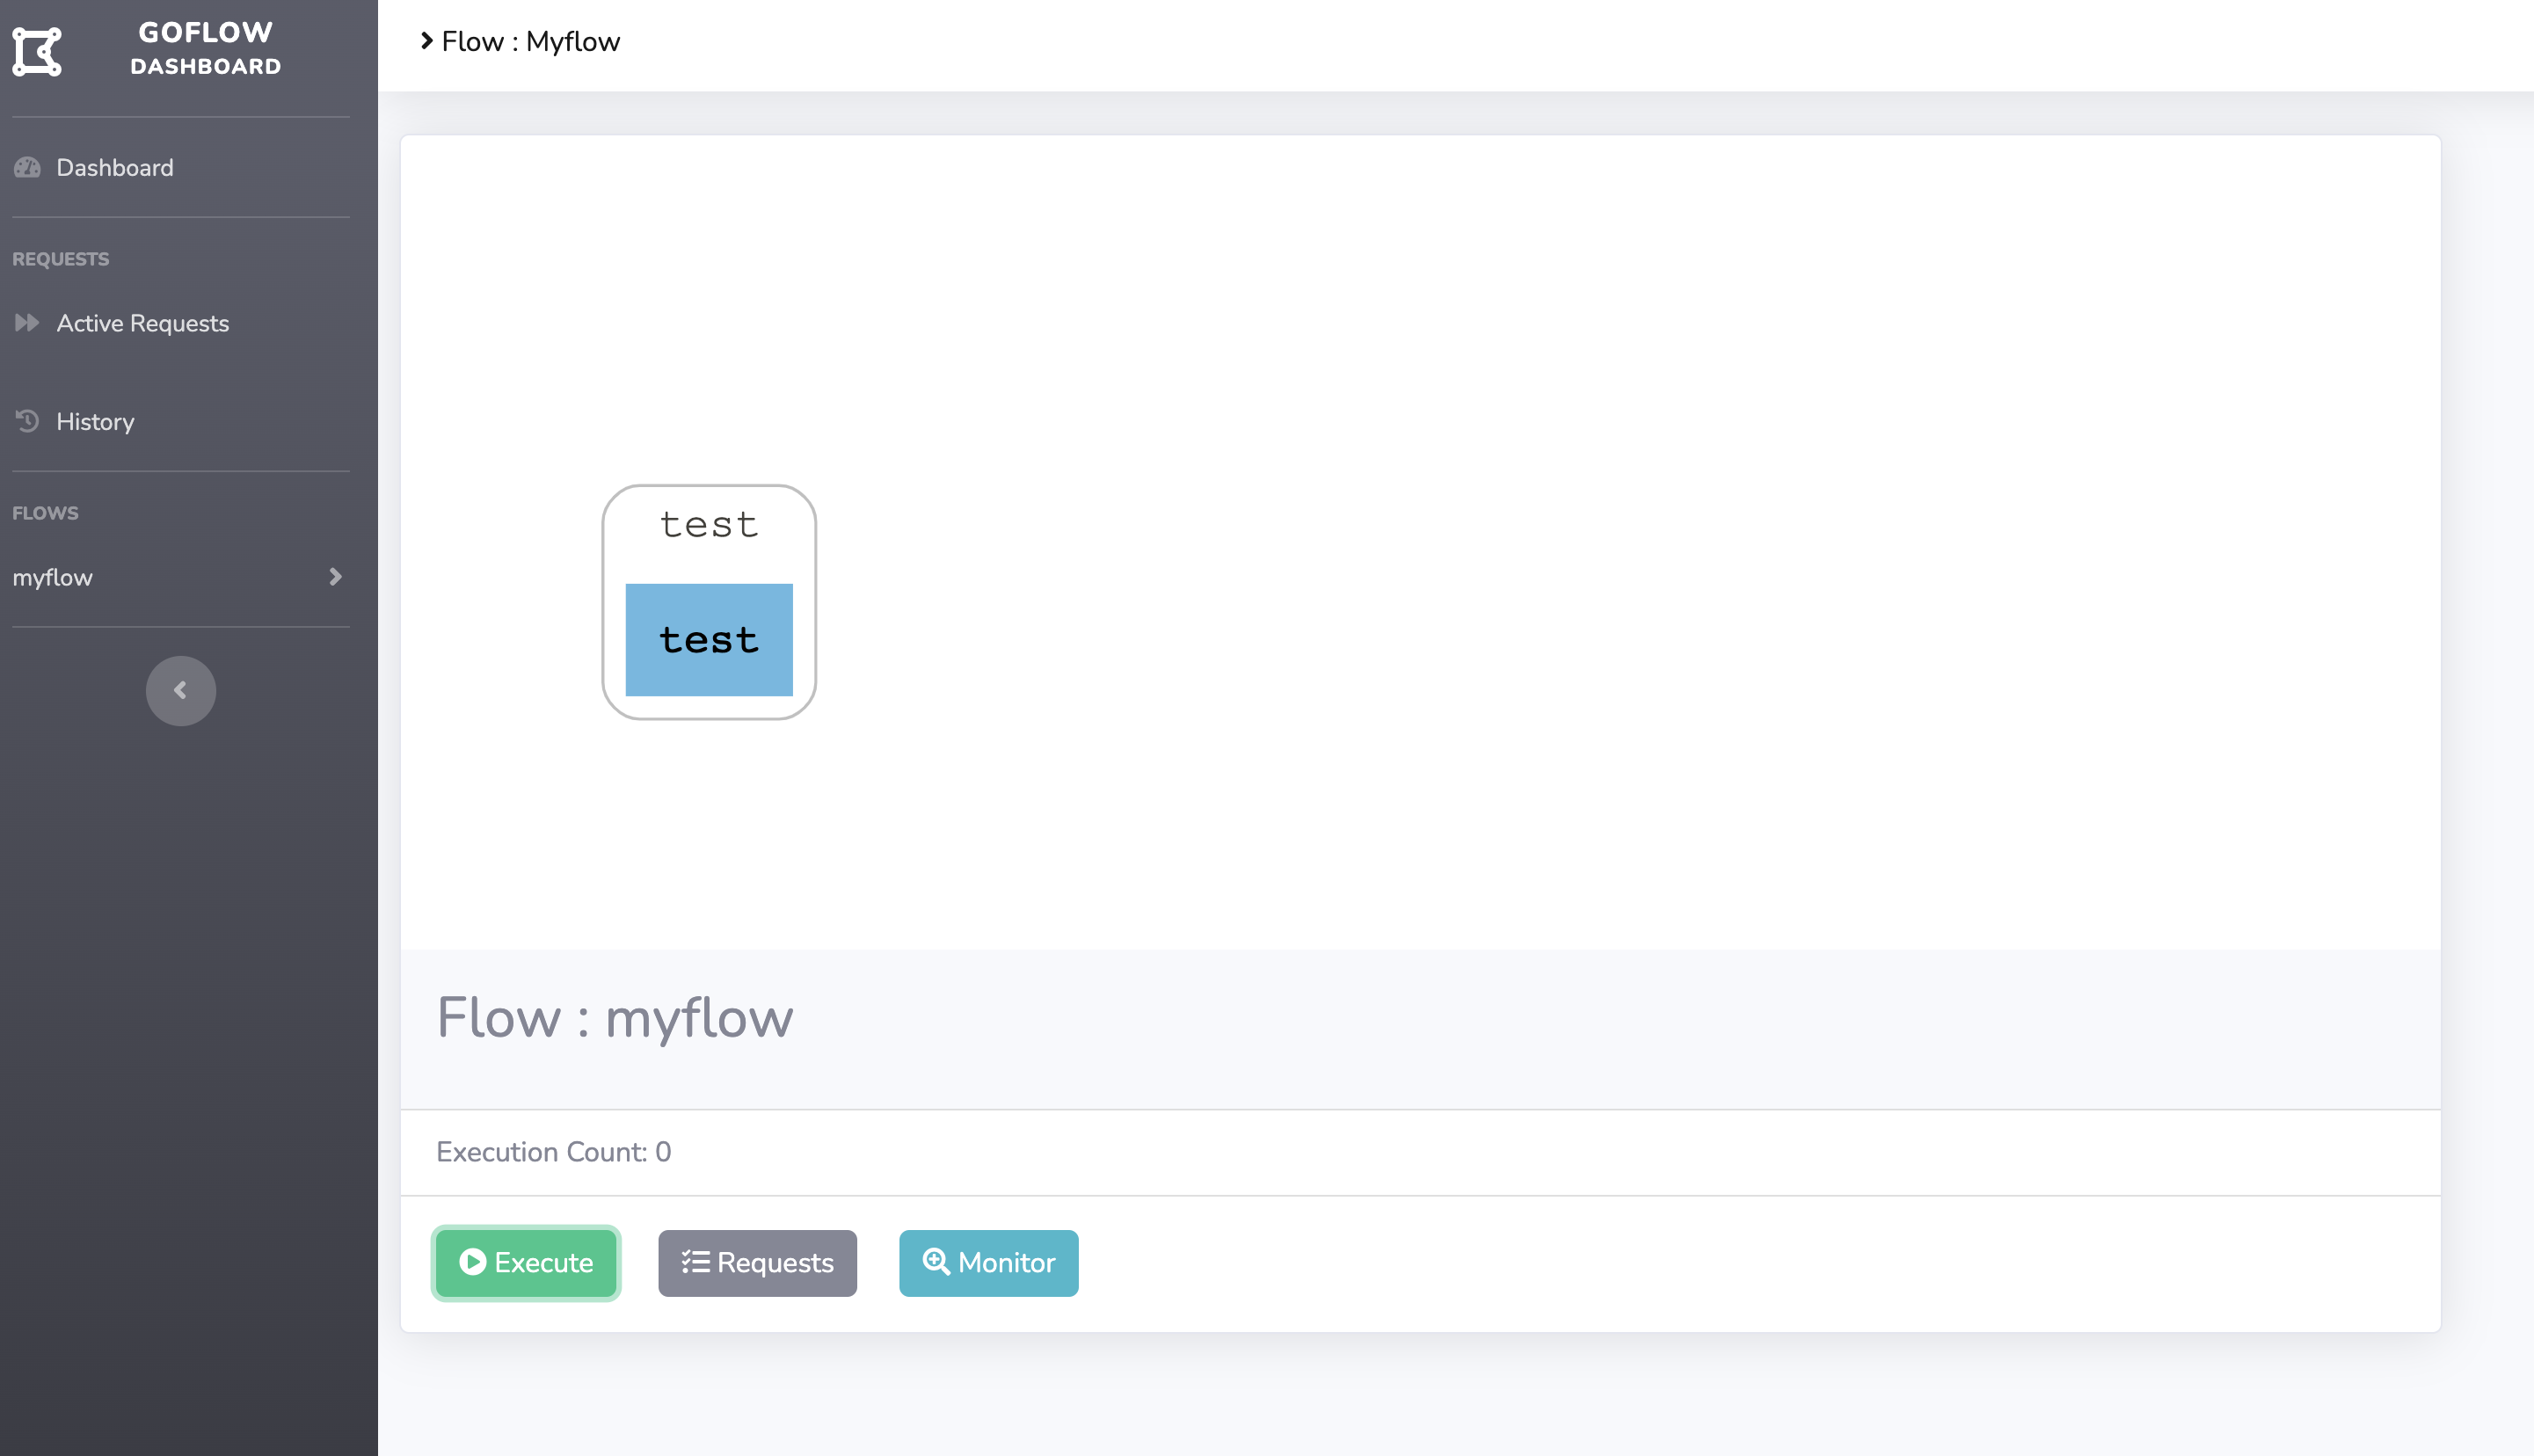 GOFLOW
DASHBOARD
Dashboard
REQUESTS
Active Requests
History
FLOWS
myflow
Flow : Myflow
test
test
Flow : myflow
Execution Count: 0
Execute
Requests
Monitor